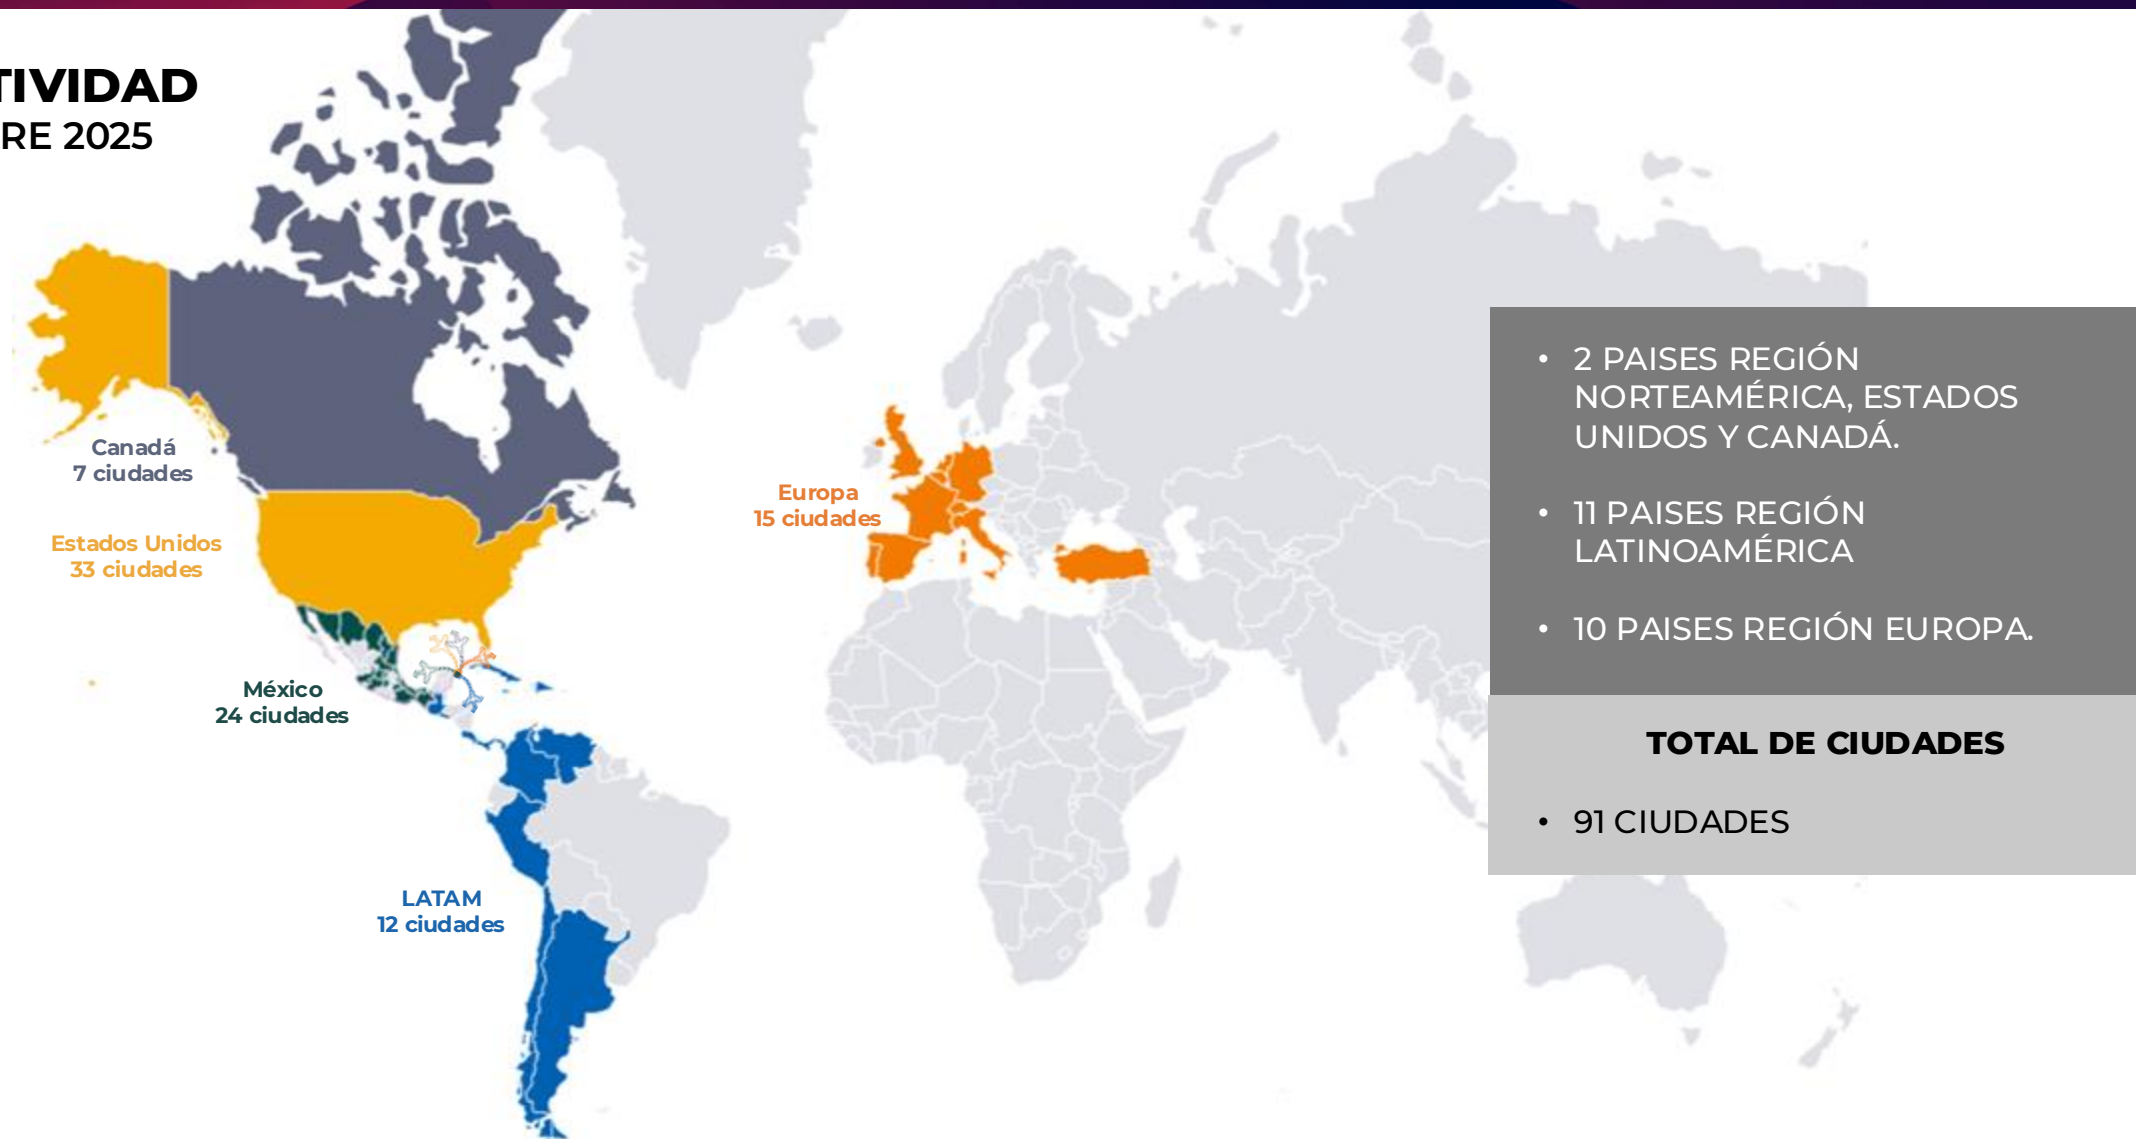 TIVIDAD
RE 2025
Canadá
7 ciudades
Estados Unidos
33 ciudades
México
24 ciudades
LATAM
12 ciudades
Europa
15 ciudades
• 2 PAISES REGIÓN
NORTEAMÉRICA, ESTADOS
UNIDOS Y CANADÁ.
• 11 PAISES REGIÓN
LATINOAMÉRICA
• 10 PAISES REGIÓN EUROPA.
TOTAL DE CIUDADES
• 91 CIUDADES